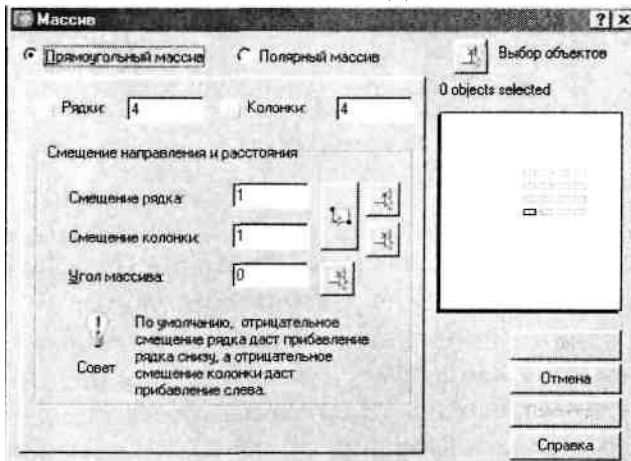 Массив
Прямоугольный массив
Полярный массив
Выбор объектов
0 objects selected
Рядки:
4
Колонки:
4
Смещение направления и расстояния
Смещение рядка:
1
Смещение колонки:
1
Угол массива:
0
По умолчанию, отрицательное
смещение рядка даст прибавление
рядка снизу, а отрицательное
смещение колонки даст
прибавление слева.
Совет
Отмена
Справка